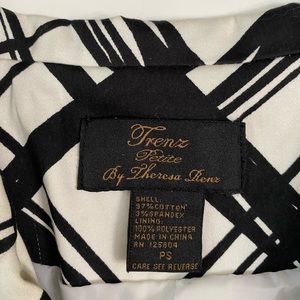 Trenz
Petite
By Theresa Renz
SHELL:
97% COTTON
3% SPANDEX
LINING:
100% POLYESTER
MADE IN CHINA
RN 125804
PS
CARE SEE REVERSE